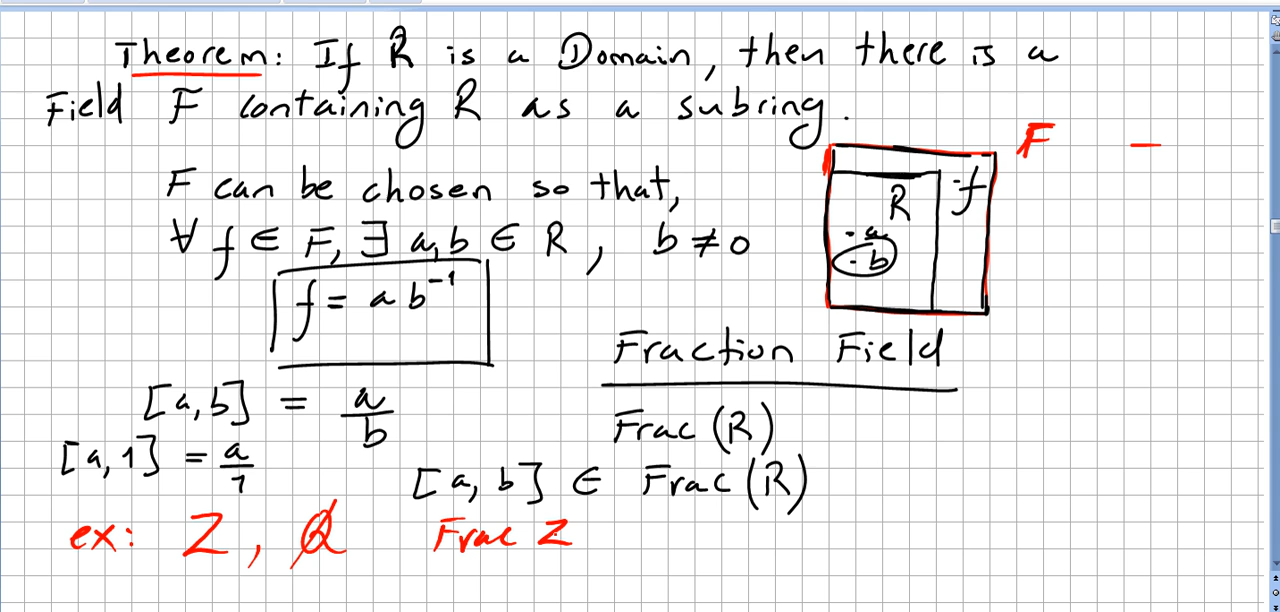 Theorem: If R is a Domain, then there is a
Field F containing R as a subring.
F
F can be chosen so that,
∀ f ∈ F, ∃ a,b ∈ R , b ≠ 0
R
f
a
b
f = a b⁻¹
Fraction Field
[a,b] = a/b
Frac (R)
[a, 1] = a/1
[a, b] ∈ Frac (R)
ex: Z, Q Frac Z